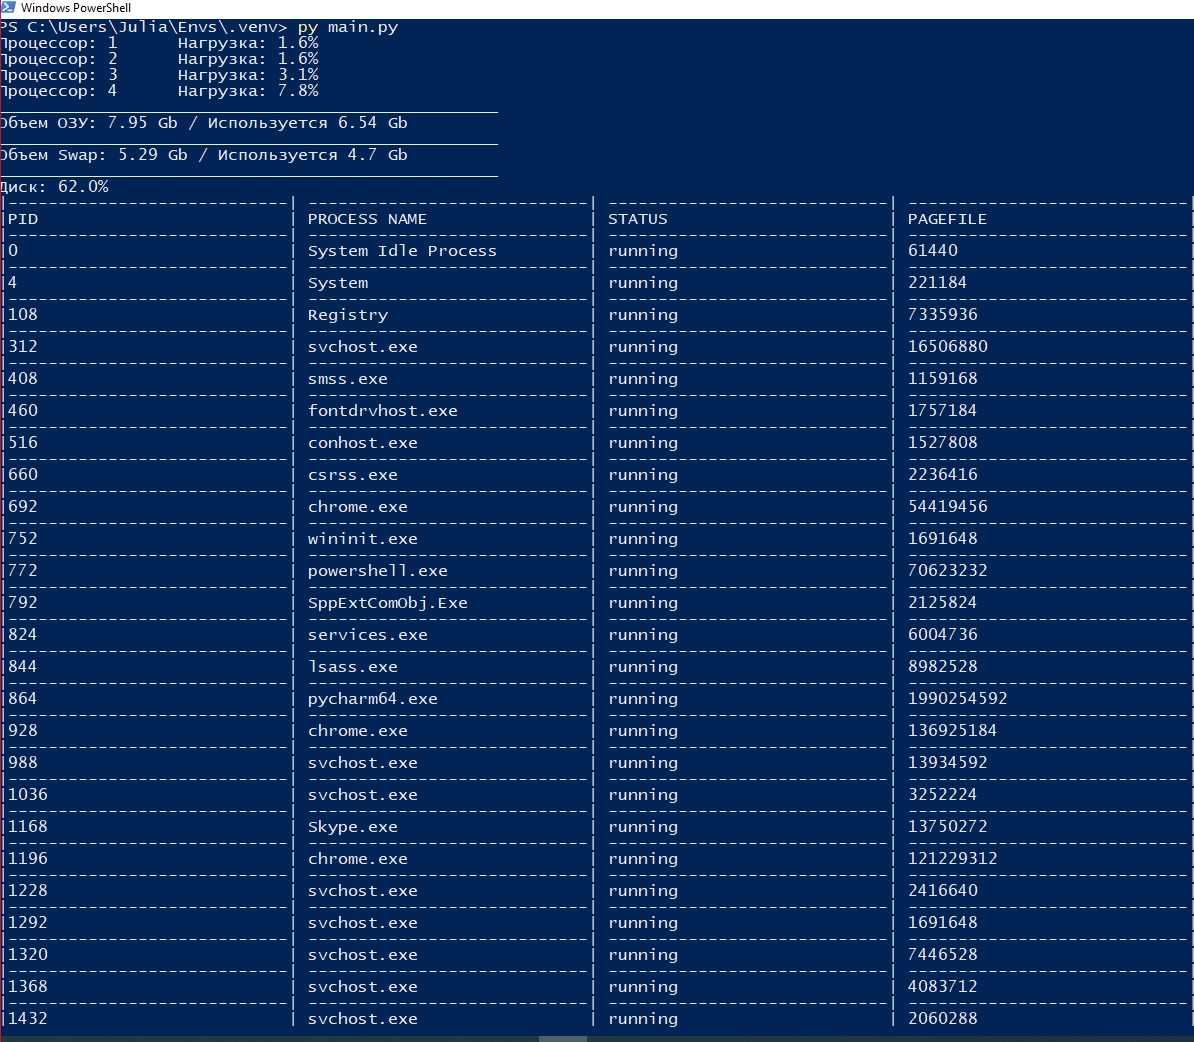 Windows PowerShell
PS C:\Users\Julia\Envs\.venv> py main.py
Процессор: 1 Нагрузка: 1.6%
Процессор: 2 Нагрузка: 1.6%
Процессор: 3 Нагрузка: 3.1%
Процессор: 4 Нагрузка: 7.8%
Объем ОЗУ: 7.95 Gb / Используется 6.54 Gb
Объем Swap: 5.29 Gb / Используется 4.7 Gb
Диск: 62.0%
|PID | PROCESS NAME | STATUS | PAGEFILE
|0 | System Idle Process | running | 61440
|4 | System | running | 221184
|108 | Registry | running | 7335936
|312 | svchost.exe | running | 16506880
|408 | smss.exe | running | 1159168
|460 | fontdrvhost.exe | running | 1757184
|516 | conhost.exe | running | 1527808
|660 | csrss.exe | running | 2236416
|692 | chrome.exe | running | 54419456
|752 | wininit.exe | running | 1691648
|772 | powershell.exe | running | 70623232
|792 | SppExtComObj.Exe | running | 2125824
|824 | services.exe | running | 6004736
|844 | lsass.exe | running | 8982528
|864 | pycharm64.exe | running | 1990254592
|928 | chrome.exe | running | 136925184
|988 | svchost.exe | running | 13934592
|1036 | svchost.exe | running | 3252224
|1168 | Skype.exe | running | 13750272
|1196 | chrome.exe | running | 121229312
|1228 | svchost.exe | running | 2416640
|1292 | svchost.exe | running | 1691648
|1320 | svchost.exe | running | 7446528
|1368 | svchost.exe | running | 4083712
|1432 | svchost.exe | running | 2060288